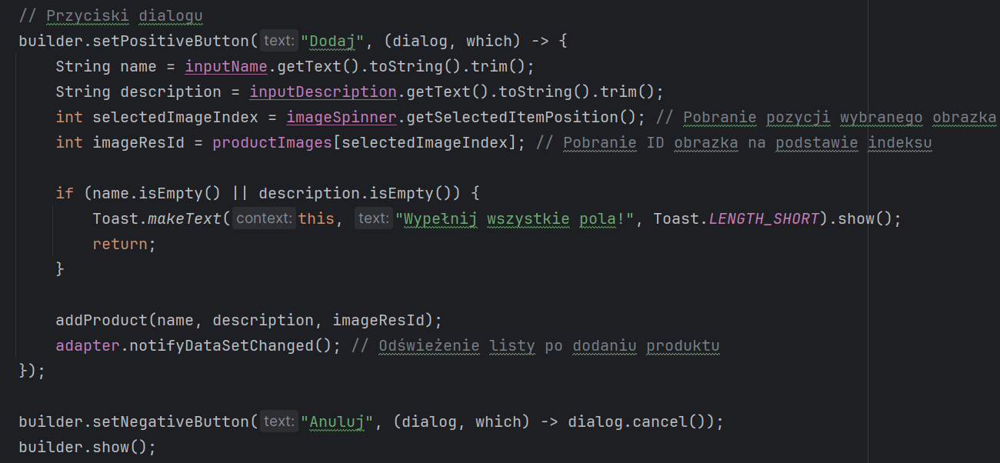 // Przyciski dialogu
builder.setPositiveButton( text: "Dodaj", (dialog, which) -> {
    String name = inputName.getText().toString().trim();
    String description = inputDescription.getText().toString().trim();
    int selectedImageIndex = imageSpinner.getSelectedItemPosition(); // Pobranie pozycji wybranego obrazka
    int imageResId = productImages[selectedImageIndex]; // Pobranie ID obrazka na podstawie indeksu

    if (name.isEmpty() || description.isEmpty()) {
        Toast.makeText( context: this, text: "Wypełnij wszystkie pola!", Toast.LENGTH_SHORT).show();
        return;
    }

    addProduct(name, description, imageResId);
    adapter.notifyDataSetChanged(); // Odświeżenie listy po dodaniu produktu
});

builder.setNegativeButton( text: "Anuluj", (dialog, which) -> dialog.cancel());
builder.show();